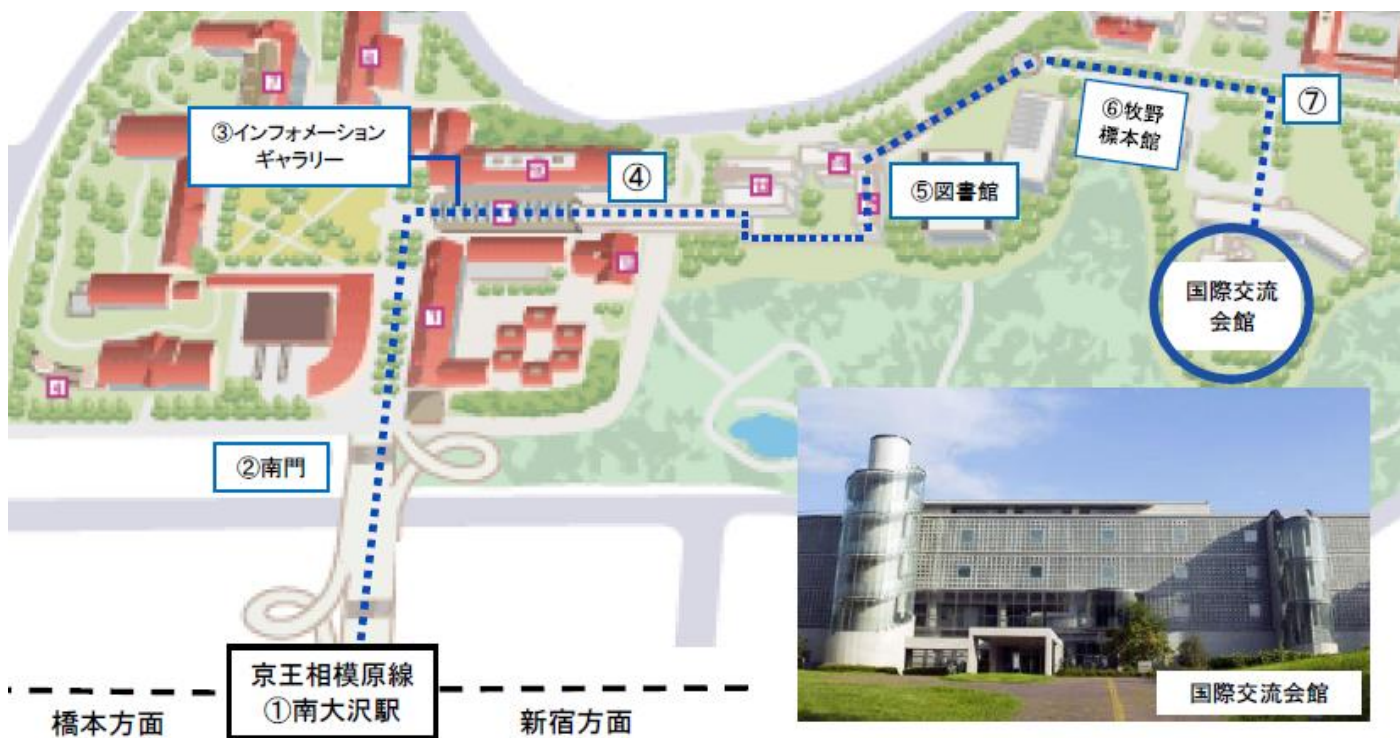 ③インフォメーション
ギャラリー
④
⑤図書館
⑥牧野
標本館
⑦
国際交流
会館
1
4
②南門
京王相模原線
①南大沢駅
橋本方面
新宿方面
国際交流会館